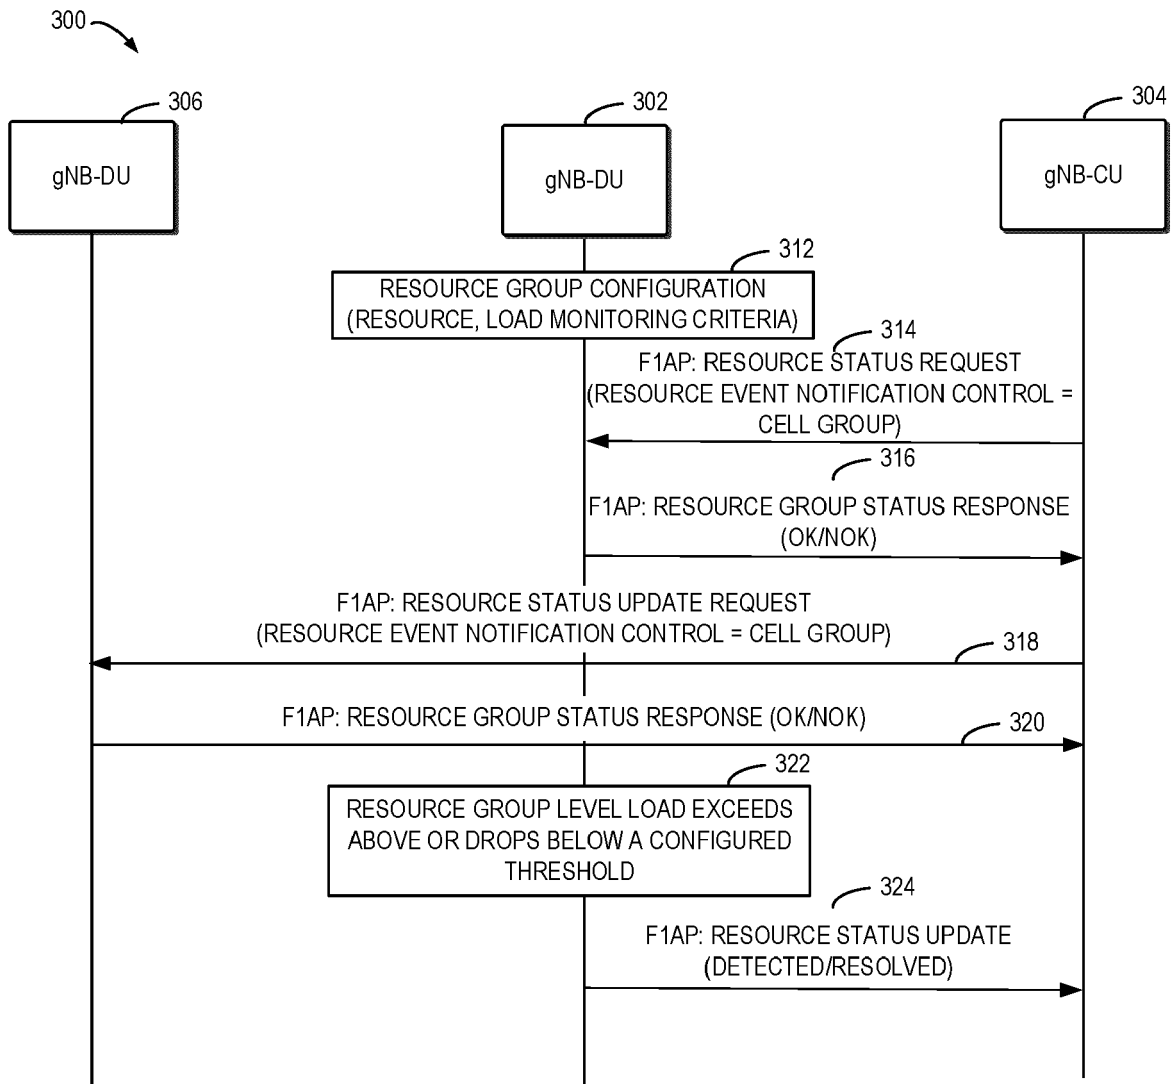 300
306
302
304
gNB-DU
gNB-DU
gNB-CU
312
RESOURCE GROUP CONFIGURATION
(RESOURCE, LOAD MONITORING CRITERIA)
314
F1AP: RESOURCE STATUS REQUEST
(RESOURCE EVENT NOTIFICATION CONTROL =
CELL GROUP)
316
F1AP: RESOURCE GROUP STATUS RESPONSE
(OK/NOK)
F1AP: RESOURCE STATUS UPDATE REQUEST
(RESOURCE EVENT NOTIFICATION CONTROL = CELL GROUP)
318
F1AP: RESOURCE GROUP STATUS RESPONSE (OK/NOK)
320
322
RESOURCE GROUP LEVEL LOAD EXCEEDS
ABOVE OR DROPS BELOW A CONFIGURED
THRESHOLD
324
F1AP: RESOURCE STATUS UPDATE
(DETECTED/RESOLVED)